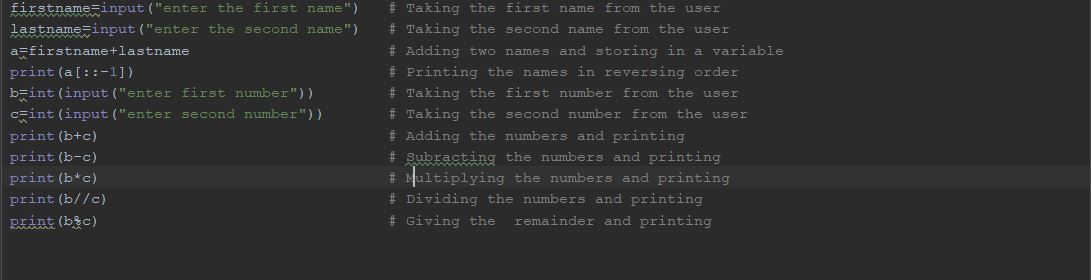 firstname=input("enter the first name")   # Taking the first name from the user
lastname=input("enter the second name")   # Taking the second name from the user
a=firstname+lastname                      # Adding two names and storing in a variable
print(a[::-1])                            # Printing the names in reversing order
b=int(input("enter first number"))        # Taking the first number from the user
c=int(input("enter second number"))       # Taking the second number from the user
print(b+c)                                # Adding the numbers and printing
print(b-c)                                # Subracting the numbers and printing
print(b*c)                                # Multiplying the numbers and printing
print(b//c)                               # Dividing the numbers and printing
print(b%c)                                # Giving the  remainder and printing